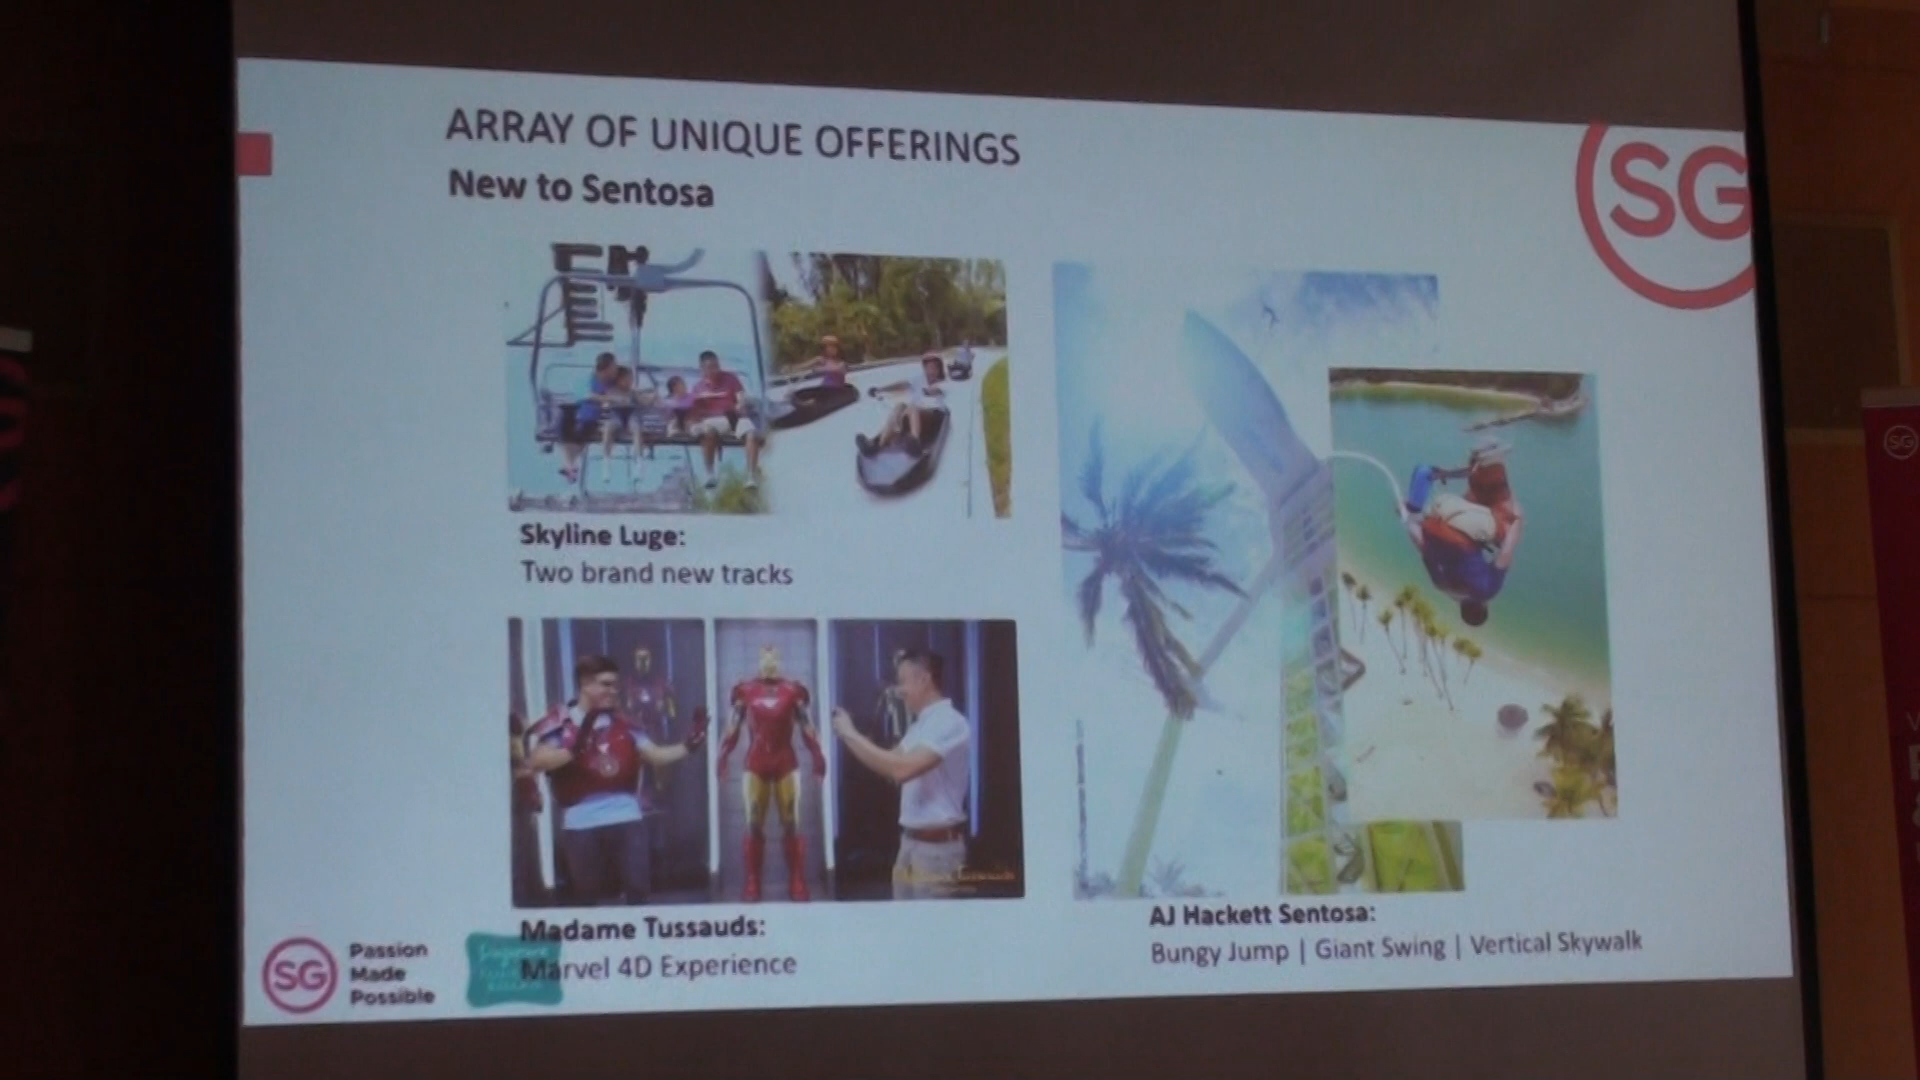 ARRAY OF UNIQUE OFFERINGS
New to Sentosa
SG
Skyline Luge:
Two brand new tracks
Madame Tussauds:
Marvel 4D Experience
AJ Hackett Sentosa:
Bungy Jump | Giant Swing | Vertical Skywalk
SG
Passion
Made
Possible
SG